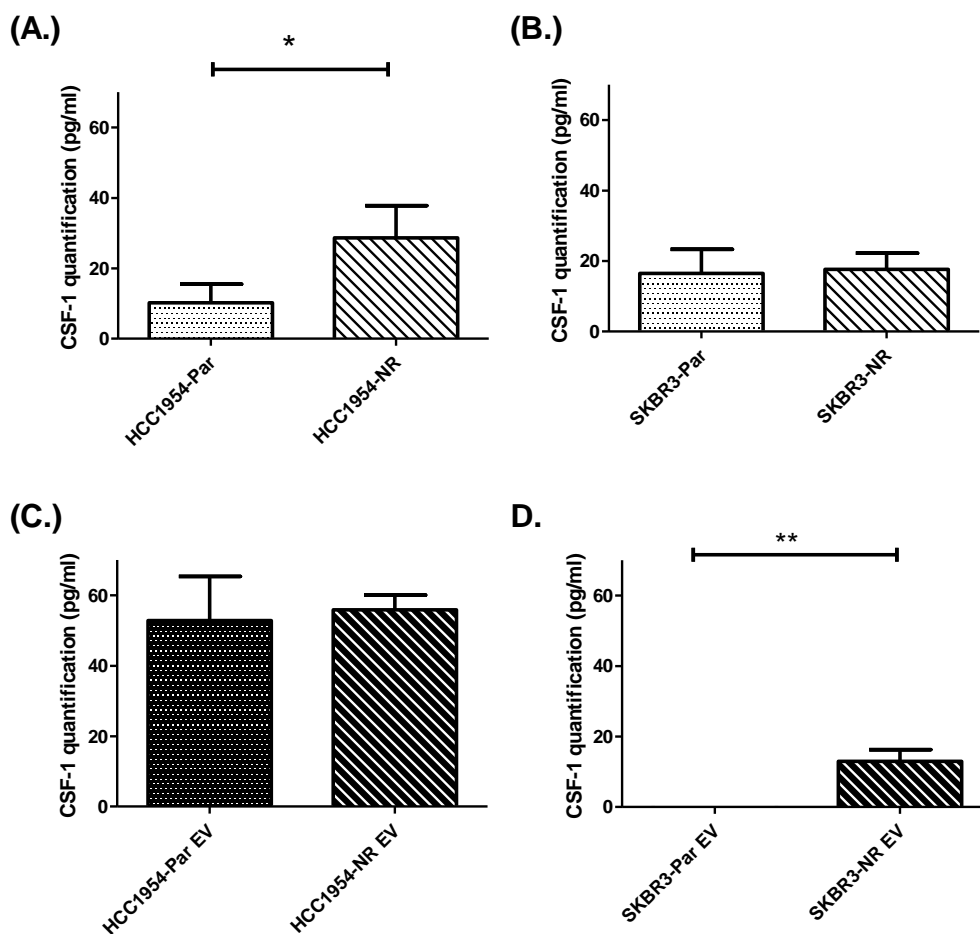 (A.)
*
CSF-1 quantification (pg/ml)
60
40
20
0
HCC1954-Par
HCC1954-NR
(B.)
CSF-1 quantification (pg/ml)
60
40
20
0
SKBR3-Par
SKBR3-NR
(C.)
CSF-1 quantification (pg/ml)
60
40
20
0
HCC1954-Par EV
HCC1954-NR EV
D.
**
CSF-1 quantification (pg/ml)
60
40
20
0
SKBR3-Par EV
SKBR3-NR EV